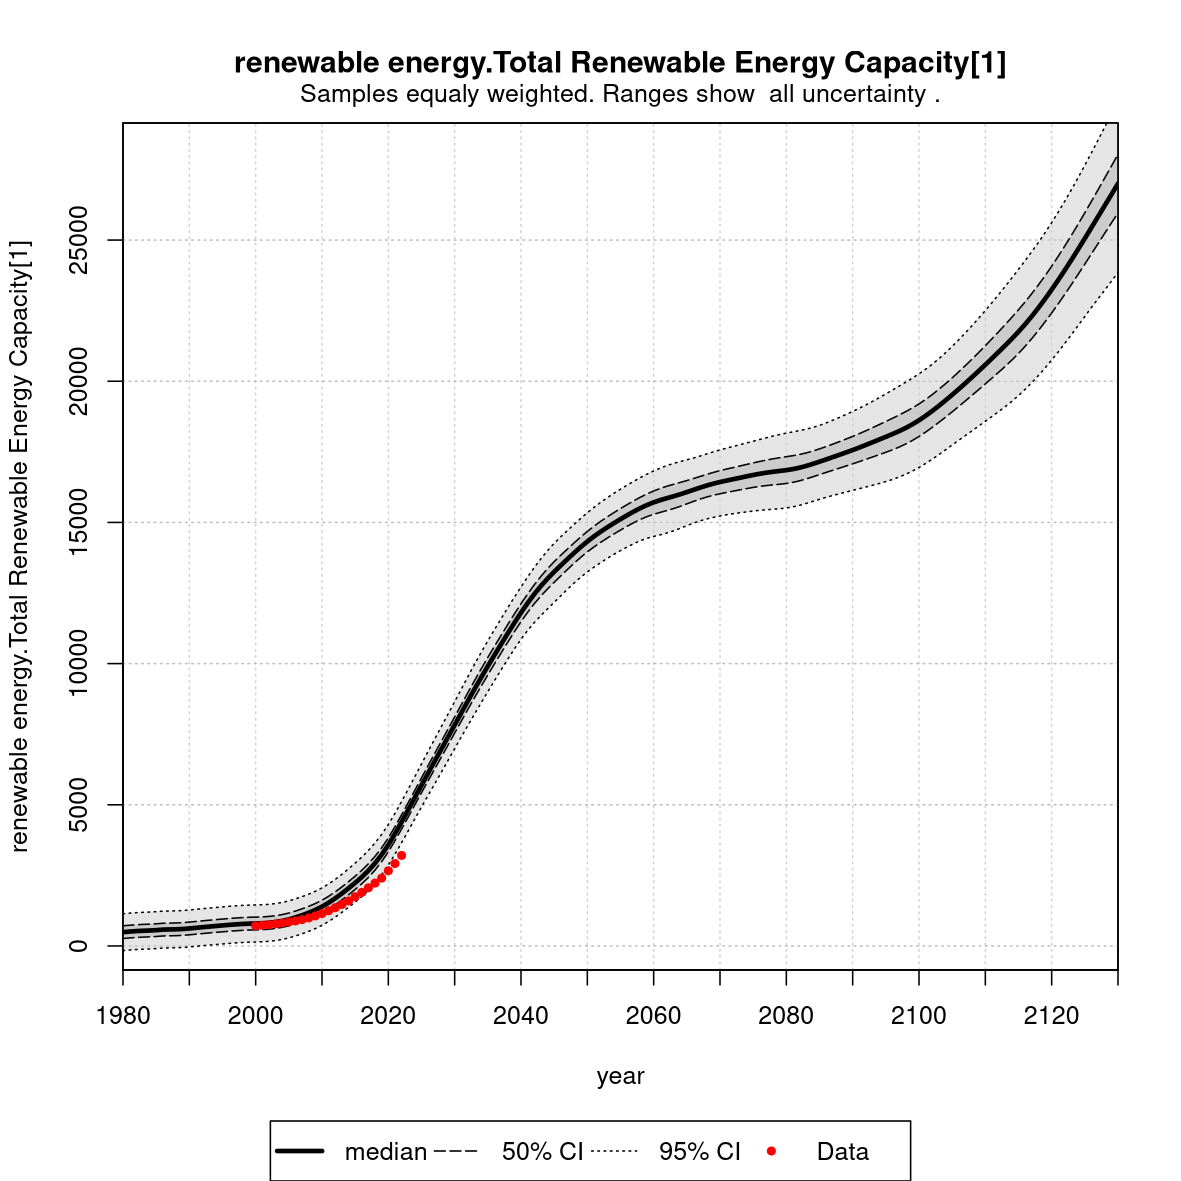 renewable energy.Total Renewable Energy Capacity[1]
Samples equaly weighted. Ranges show  all uncertainty .
renewable energy.Total Renewable Energy Capacity[1]
25000
20000
15000
10000
5000
0
1980 2000 2020 2040 2060 2080 2100 2120
year
median 50% CI 95% CI Data